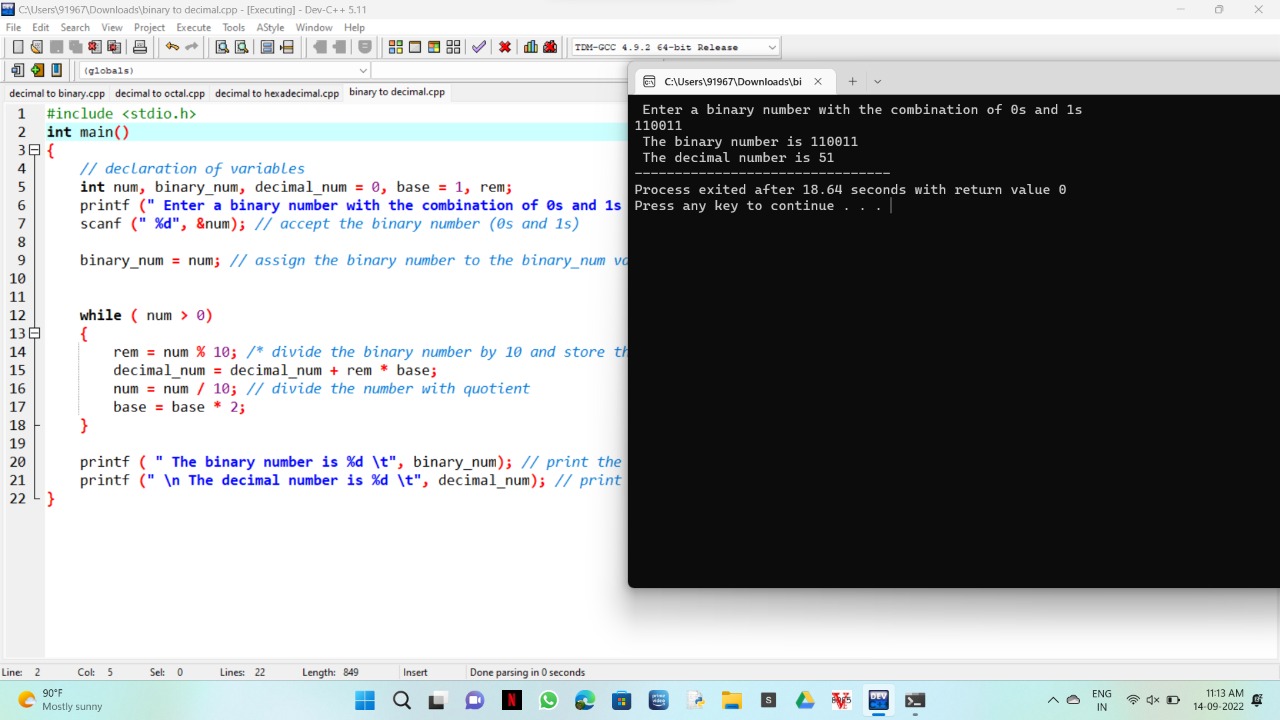 C:\Users\91967\Downloads\binary to decimal.cpp - [Executing] - Dev-C++ 5.11
File Edit Search View Project Execute Tools AStyle Window Help
TDM-GCC 4.9.2 64-bit Release
(globals)
decimal to binary.cpp decimal to octal.cpp decimal to hexadecimal.cpp binary to decimal.cpp
1 #include <stdio.h>
2 int main()
3 {
4 // declaration of variables
5 int num, binary_num, decimal_num = 0, base = 1, rem;
6 printf (" Enter a binary number with the combination of 0s and 1s
7 scanf (" %d", &num); // accept the binary number (0s and 1s)
8
9 binary_num = num; // assign the binary number to the binary_num va
10
11
12 while ( num > 0)
13 {
14 rem = num % 10; /* divide the binary number by 10 and store th
15 decimal_num = decimal_num + rem * base;
16 num = num / 10; // divide the number with quotient
17 base = base * 2;
18 }
19
20 printf ( " The binary number is %d \t", binary_num); // print the
21 printf (" \n The decimal number is %d \t", decimal_num); // print
22 }
C:\Users\91967\Downloads\bi
Enter a binary number with the combination of 0s and 1s
110011
The binary number is 110011
The decimal number is 51
--------------------------------
Process exited after 18.64 seconds with return value 0
Press any key to continue . . .
Line: 2 Col: 5 Sel: 0 Lines: 22 Length: 849 Insert Done parsing in 0 seconds
90°F
Mostly sunny
N
prime video
S
DEV
ENG
IN
11:13 AM
14-09-2022